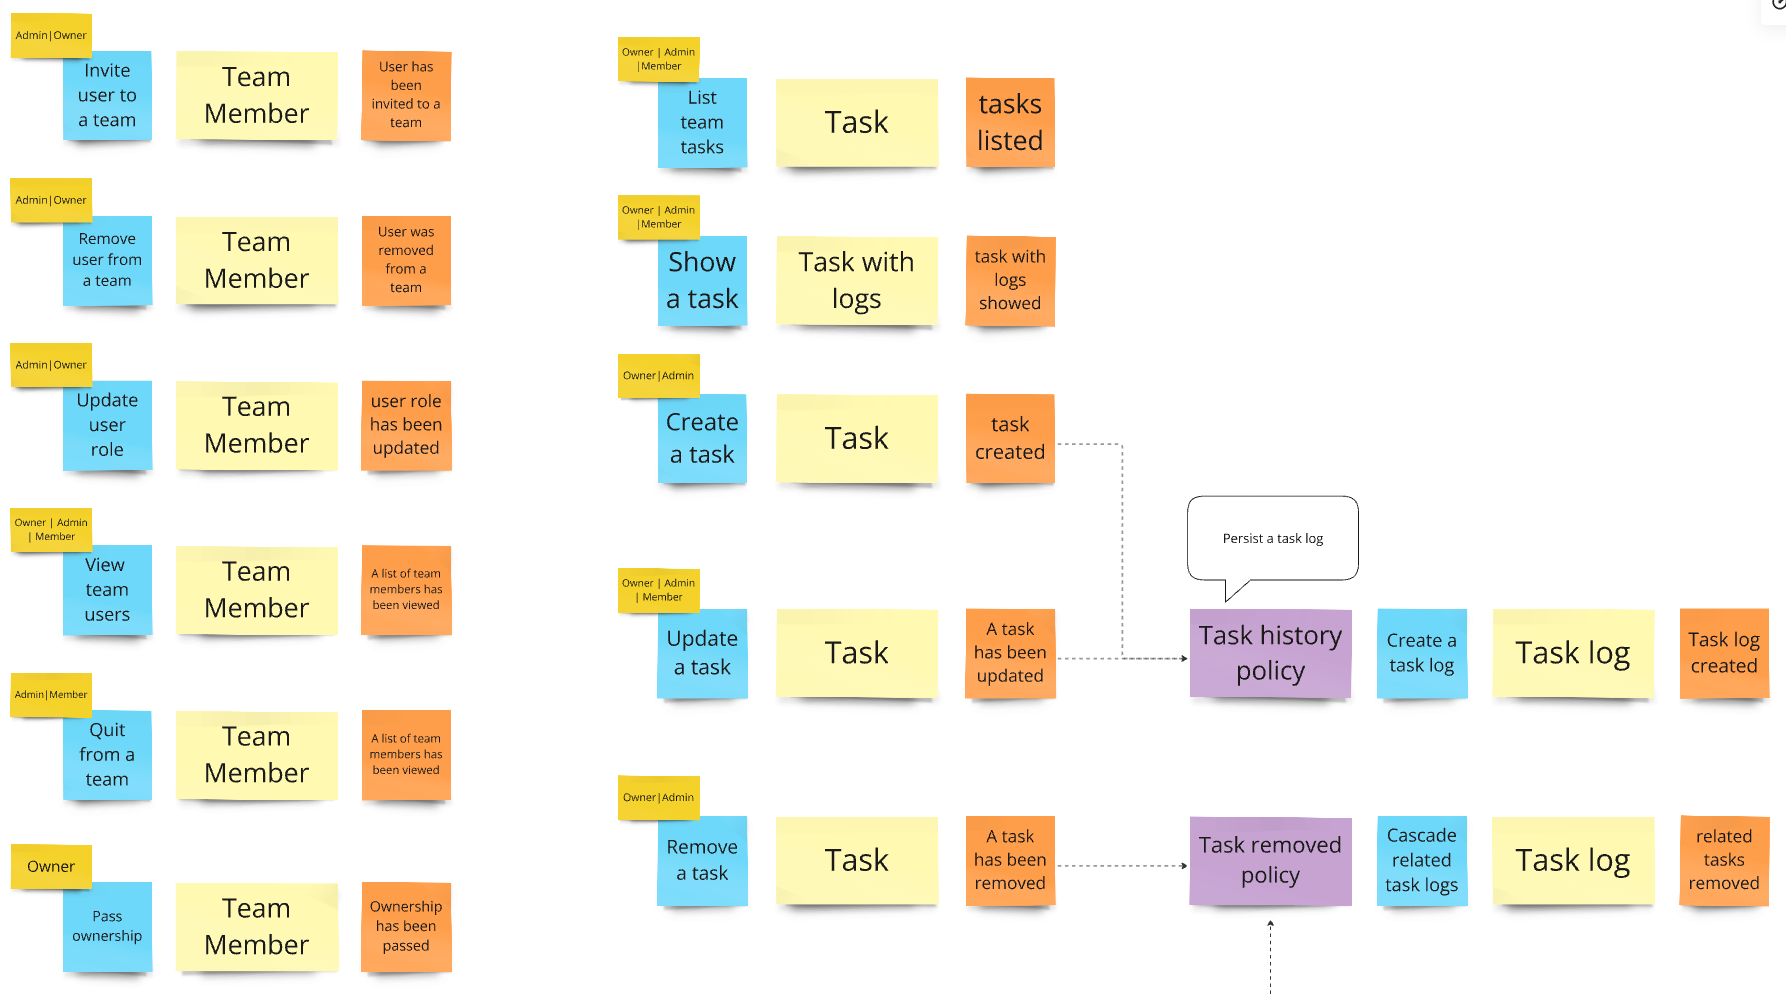 Admin|Owner
Invite
user to
a team
Team
Member
User has
been
invited to a
team
Admin|Owner
Remove
user from
a team
Team
Member
User was
removed
from a
team
Admin|Owner
Update
user
role
Team
Member
user role
has been
updated
Owner | Admin
| Member
View
team
users
Team
Member
A list of team
members has
been viewed
Admin|Member
Quit
from a
team
Team
Member
A list of team
members has
been viewed
Owner
Pass
ownership
Team
Member
Ownership
has been
passed
Owner | Admin
|Member
List
team
tasks
Task
tasks
listed
Owner | Admin
|Member
Show
a task
Task with
logs
task with
logs
showed
Owner|Admin
Create
a task
Task
task
created
Owner | Admin
| Member
Update
a task
Task
A task
has been
updated
Persist a task log
Task history
policy
Create a
task log
Task log
Task log
created
Owner|Admin
Remove
a task
Task
A task
has been
removed
Task removed
policy
Cascade
related
task logs
Task log
related
tasks
removed